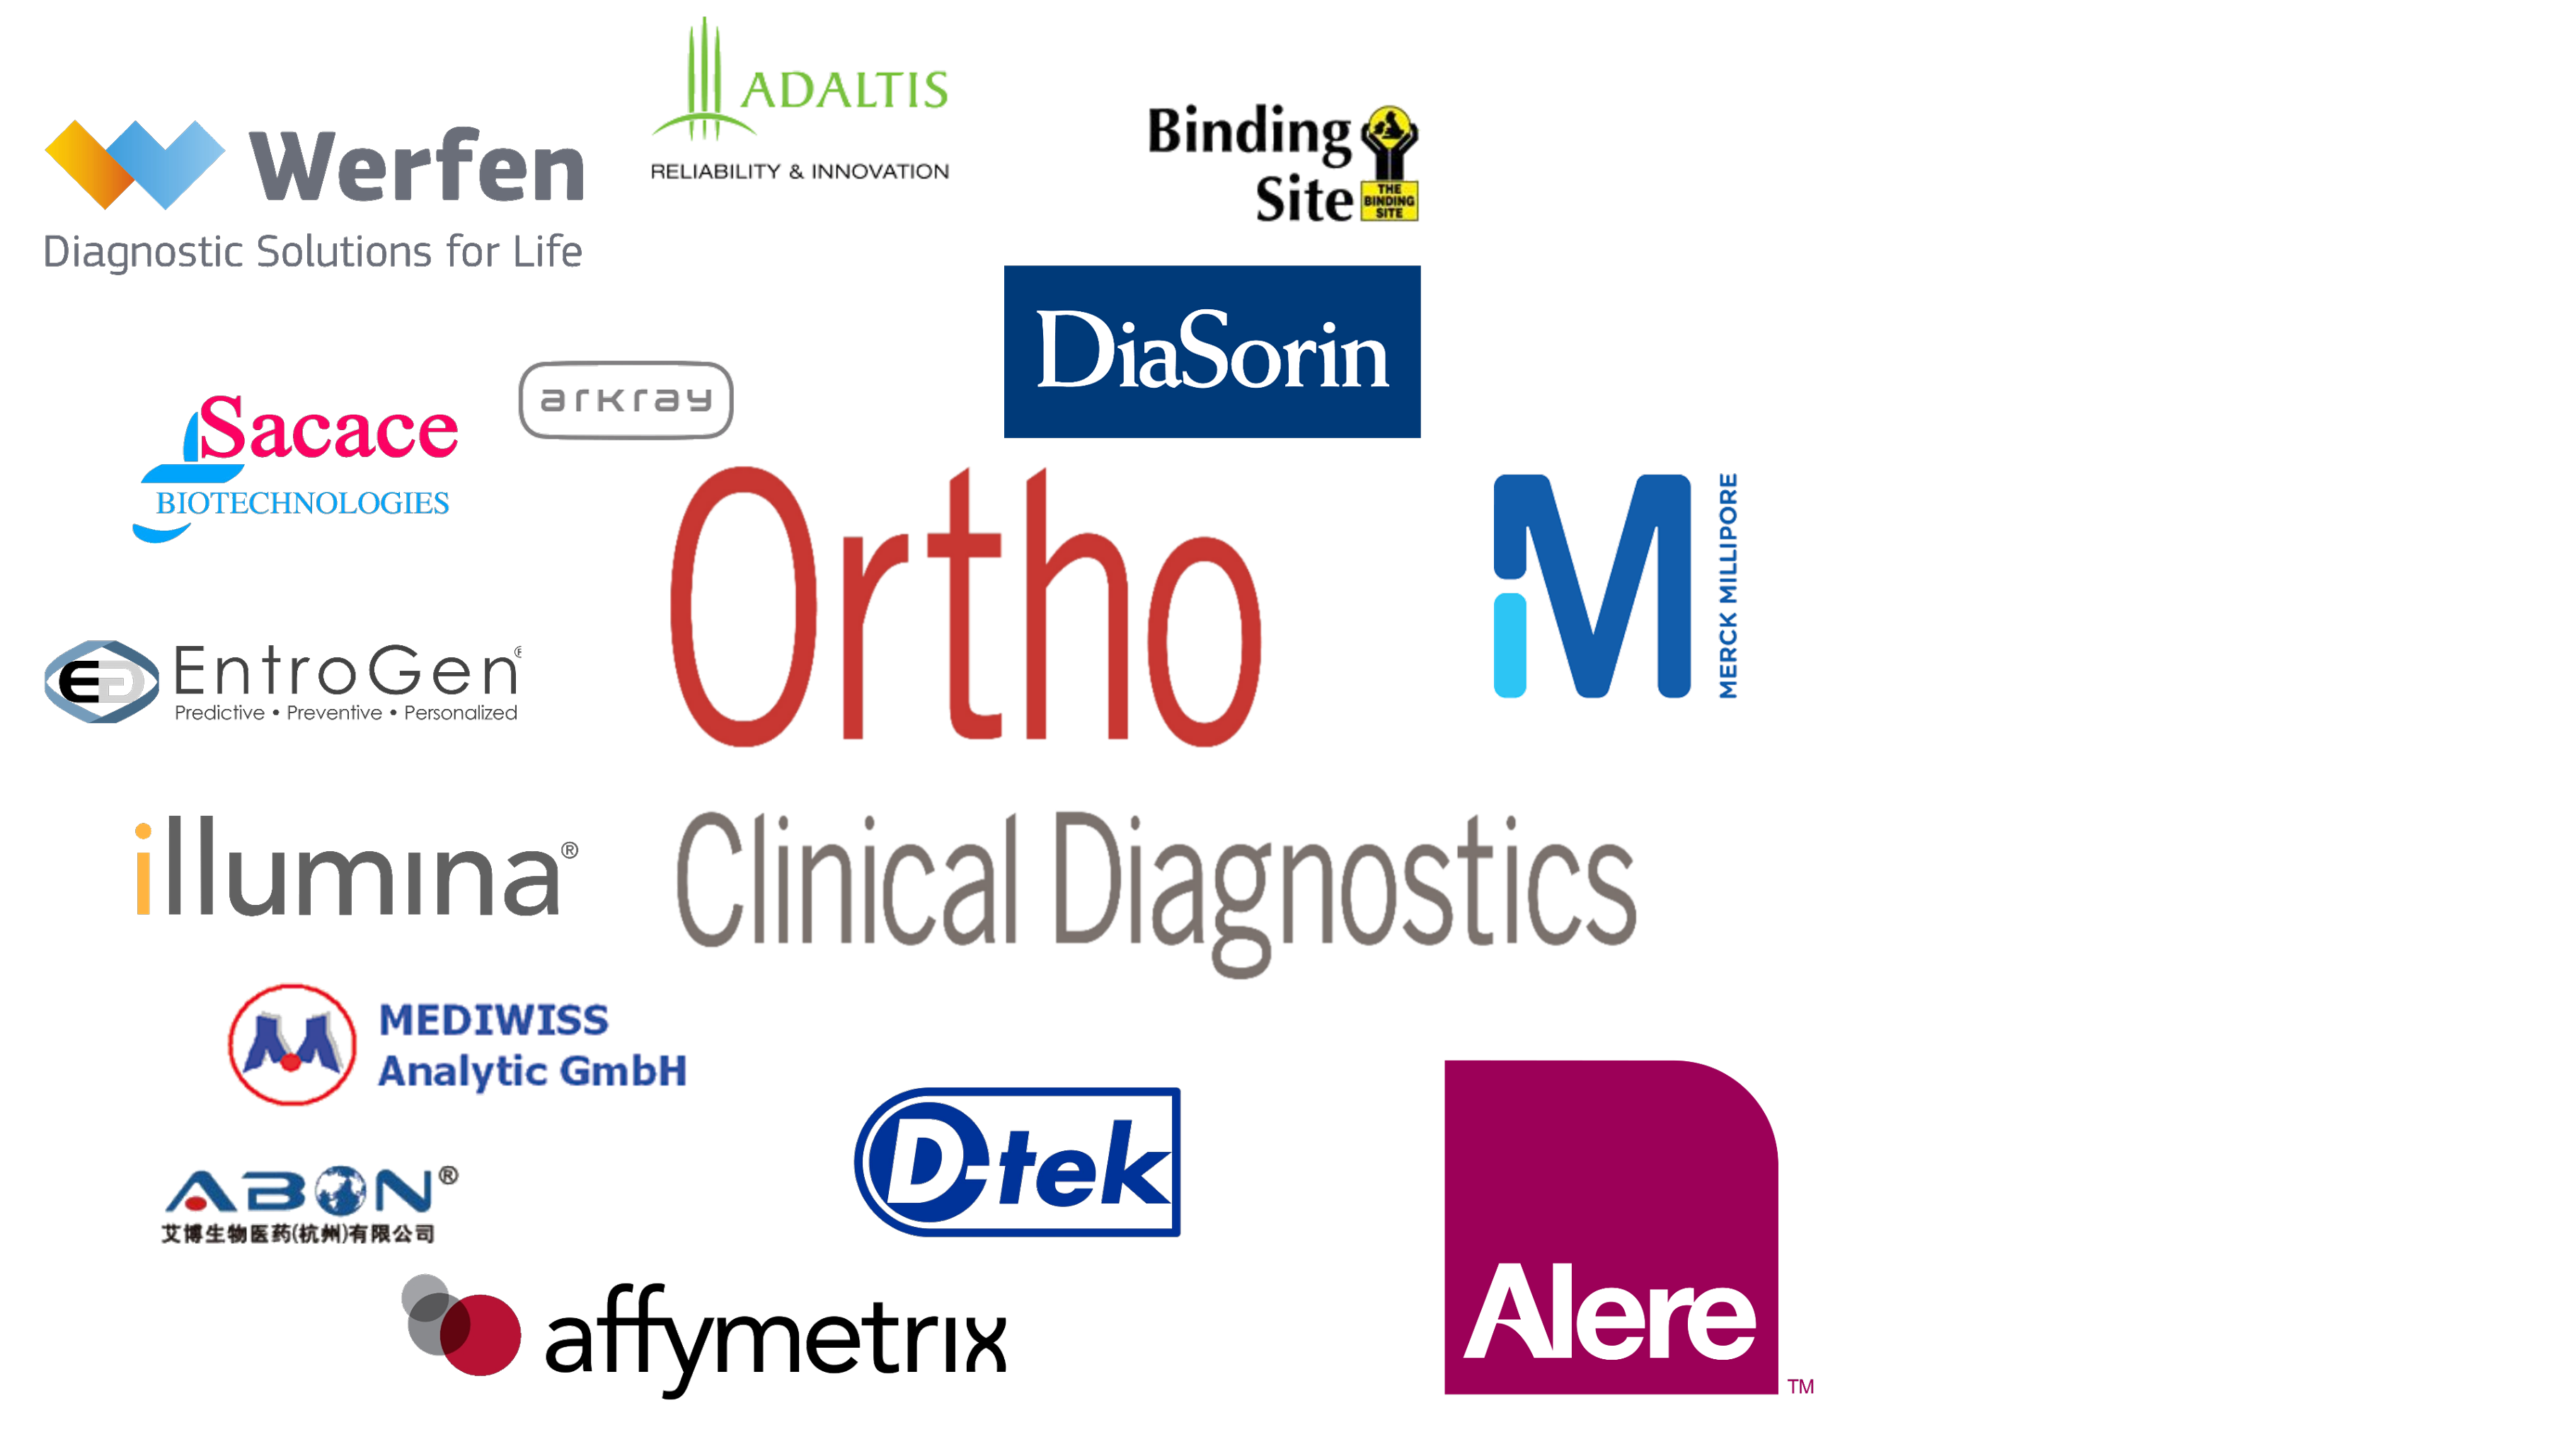 ADALTIS
RELIABILITY & INNOVATION
Werfen
Diagnostic Solutions for Life
Binding
Site
THE
BINDING
SITE
DiaSorin
arkray
Sacace
BIOTECHNOLOGIES
Ortho
Clinical Diagnostics
MERCK MILLIPORE
EG EntroGen®
Predictive • Preventive • Personalized
illumina®
MEDIWISS
Analytic GmbH
ABON®
艾博生物医药(杭州)有限公司
D-tek
Alere
TM
affymetrix